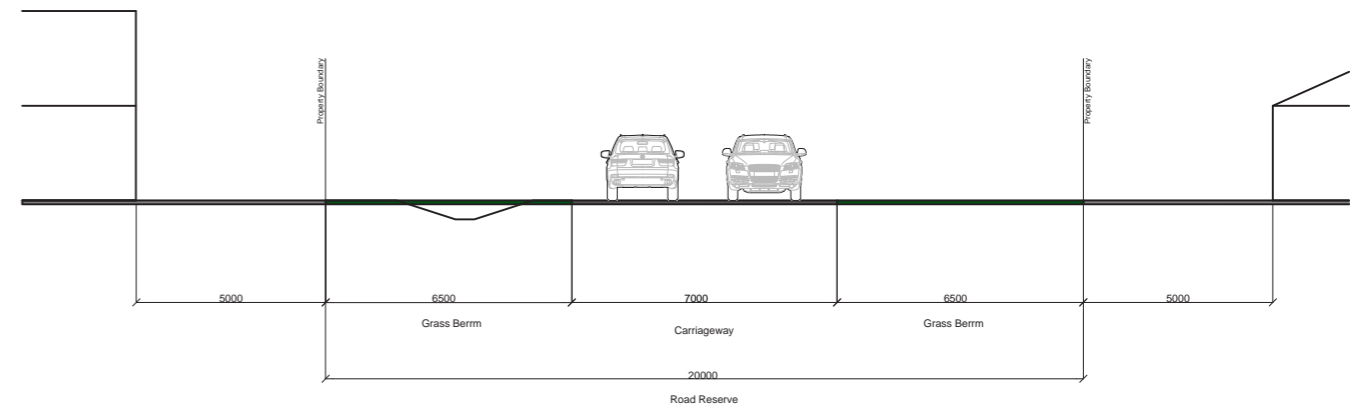 Property Boundary
Property Boundary
5000
6500
7000
6500
5000
Grass Berrm
Carriageway
Grass Berrm
20000
Road Reserve